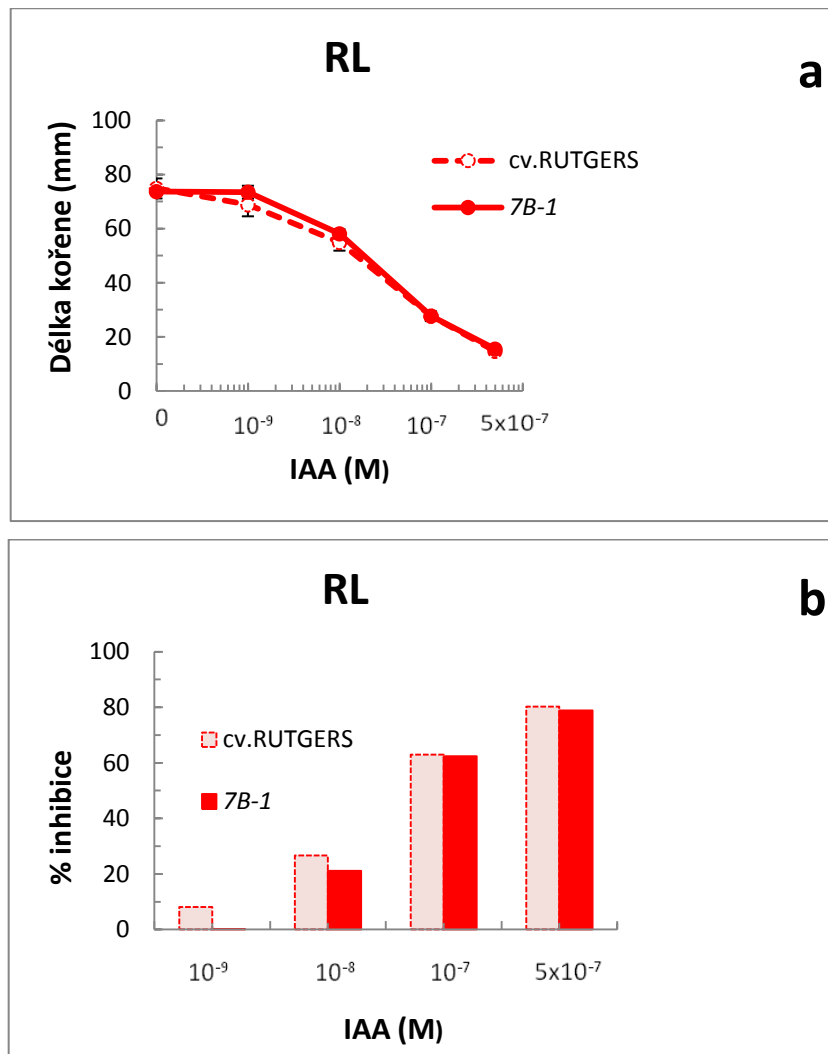 RL
a
Délka kořene (mm)
100
80
60
40
20
0
cv.RUTGERS
7B-1
0
10⁻⁹
10⁻⁸
10⁻⁷
5x10⁻⁷
IAA (M)
RL
b
% inhibice
100
80
60
40
20
0
cv.RUTGERS
7B-1
10⁻⁹
10⁻⁸
10⁻⁷
5x10⁻⁷
IAA (M)